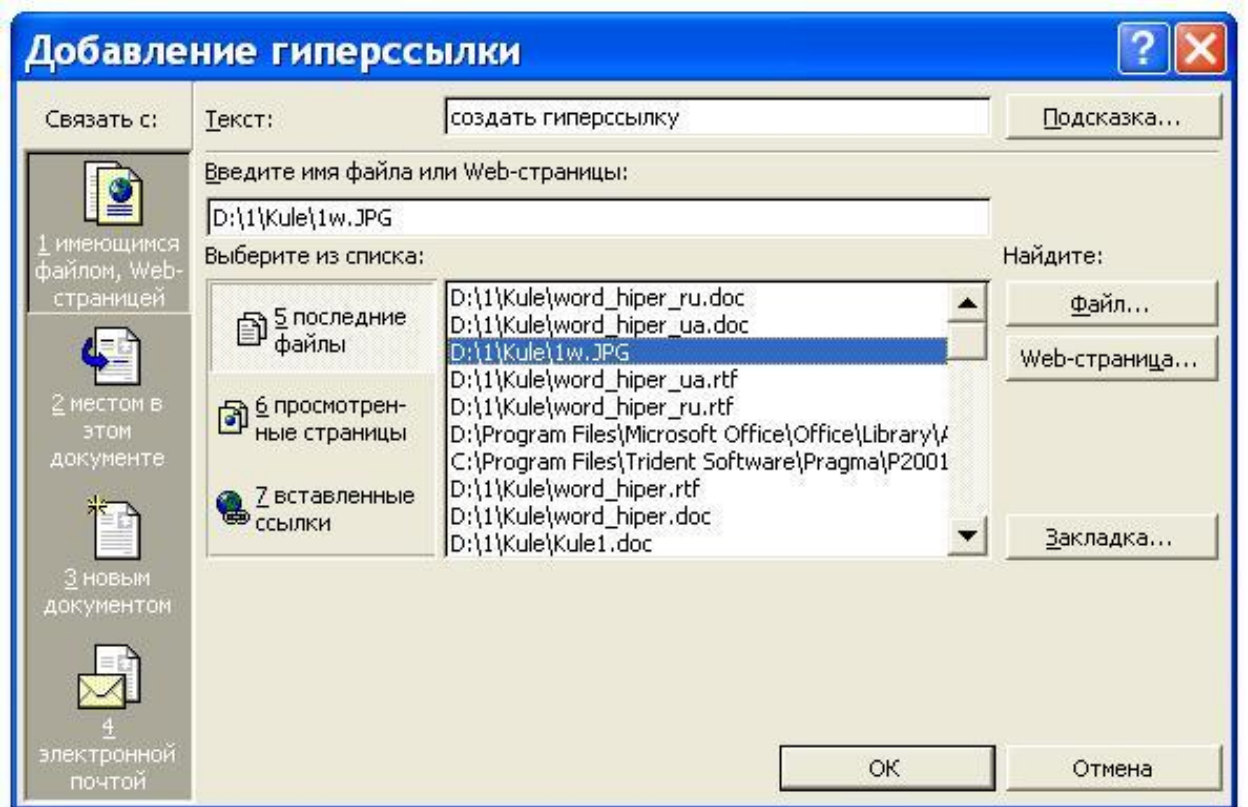 Добавление гиперссылки
Связать с:
Текст:
создать гиперссылку
Подсказка...
1 имеющимся
файлом, Web-
страницей
2 местом в
этом
документе
3 новым
документом
4
электронной
почтой
Введите имя файла или Web-страницы:
D:\1\Kule\1w.JPG
Выберите из списка:
5 последние
файлы
6 просмотрен-
ные страницы
7 вставленные
ссылки
D:\1\Kule\word_hiper_ru.doc
D:\1\Kule\word_hiper_ua.doc
D:\1\Kule\1w.JPG
D:\1\Kule\word_hiper_ua.rtf
D:\1\Kule\word_hiper_ru.rtf
D:\Program Files\Microsoft Office\Office\Library\
C:\Program Files\Trident Software\Pragma\P2001
D:\1\Kule\word_hiper.rtf
D:\1\Kule\word_hiper.doc
D:\1\Kule\Kule1.doc
Найдите:
Файл...
Web-страница...
Закладка...
ОК
Отмена